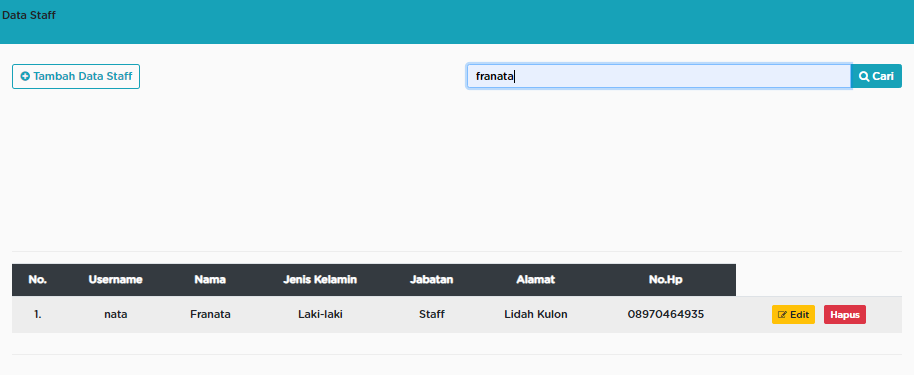 Data Staff
Tambah Data Staff
franata
Cari
No. Username Nama Jenis Kelamin Jabatan Alamat No.Hp
1. nata Franata Laki-laki Staff Lidah Kulon 08970464935 Edit Hapus